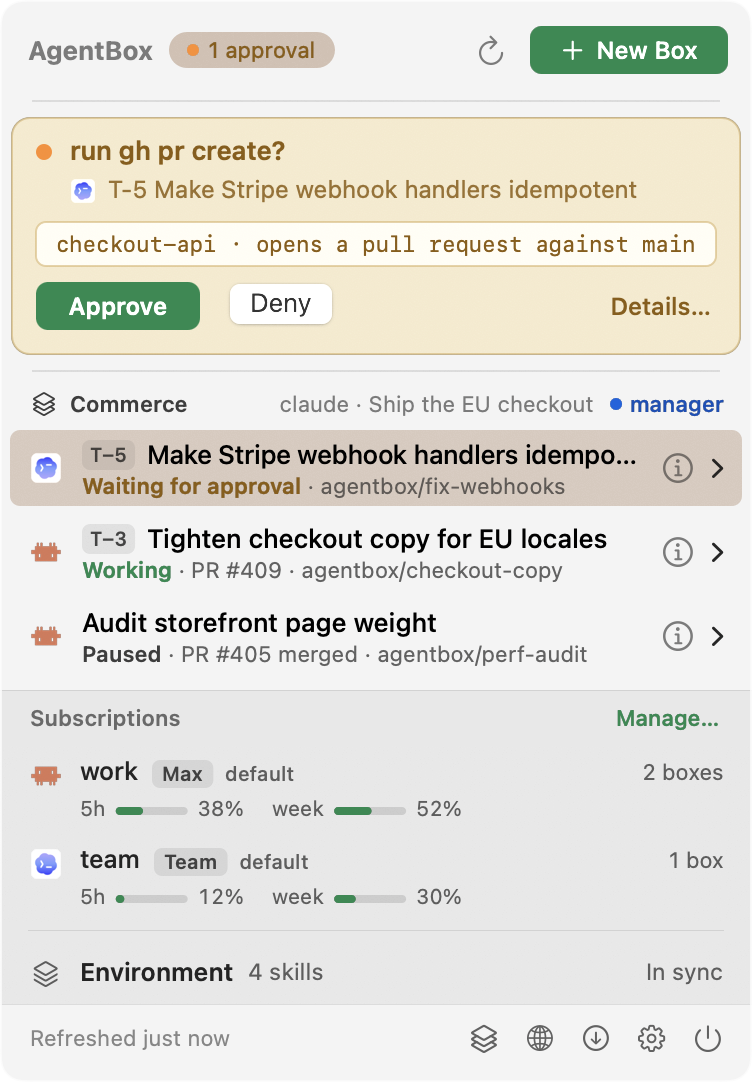 AgentBox 1 approval + New Box
run gh pr create?
T-5 Make Stripe webhook handlers idempotent
checkout-api · opens a pull request against main
Approve Deny Details...
Commerce claude · Ship the EU checkout manager
T-5 Make Stripe webhook handlers idempo...
Waiting for approval · agentbox/fix-webhooks
T-3 Tighten checkout copy for EU locales
Working · PR #409 · agentbox/checkout-copy
Audit storefront page weight
Paused · PR #405 merged · agentbox/perf-audit
Subscriptions Manage...
work Max default 2 boxes
5h 38% week 52%
team Team default 1 box
5h 12% week 30%
Environment 4 skills In sync
Refreshed just now